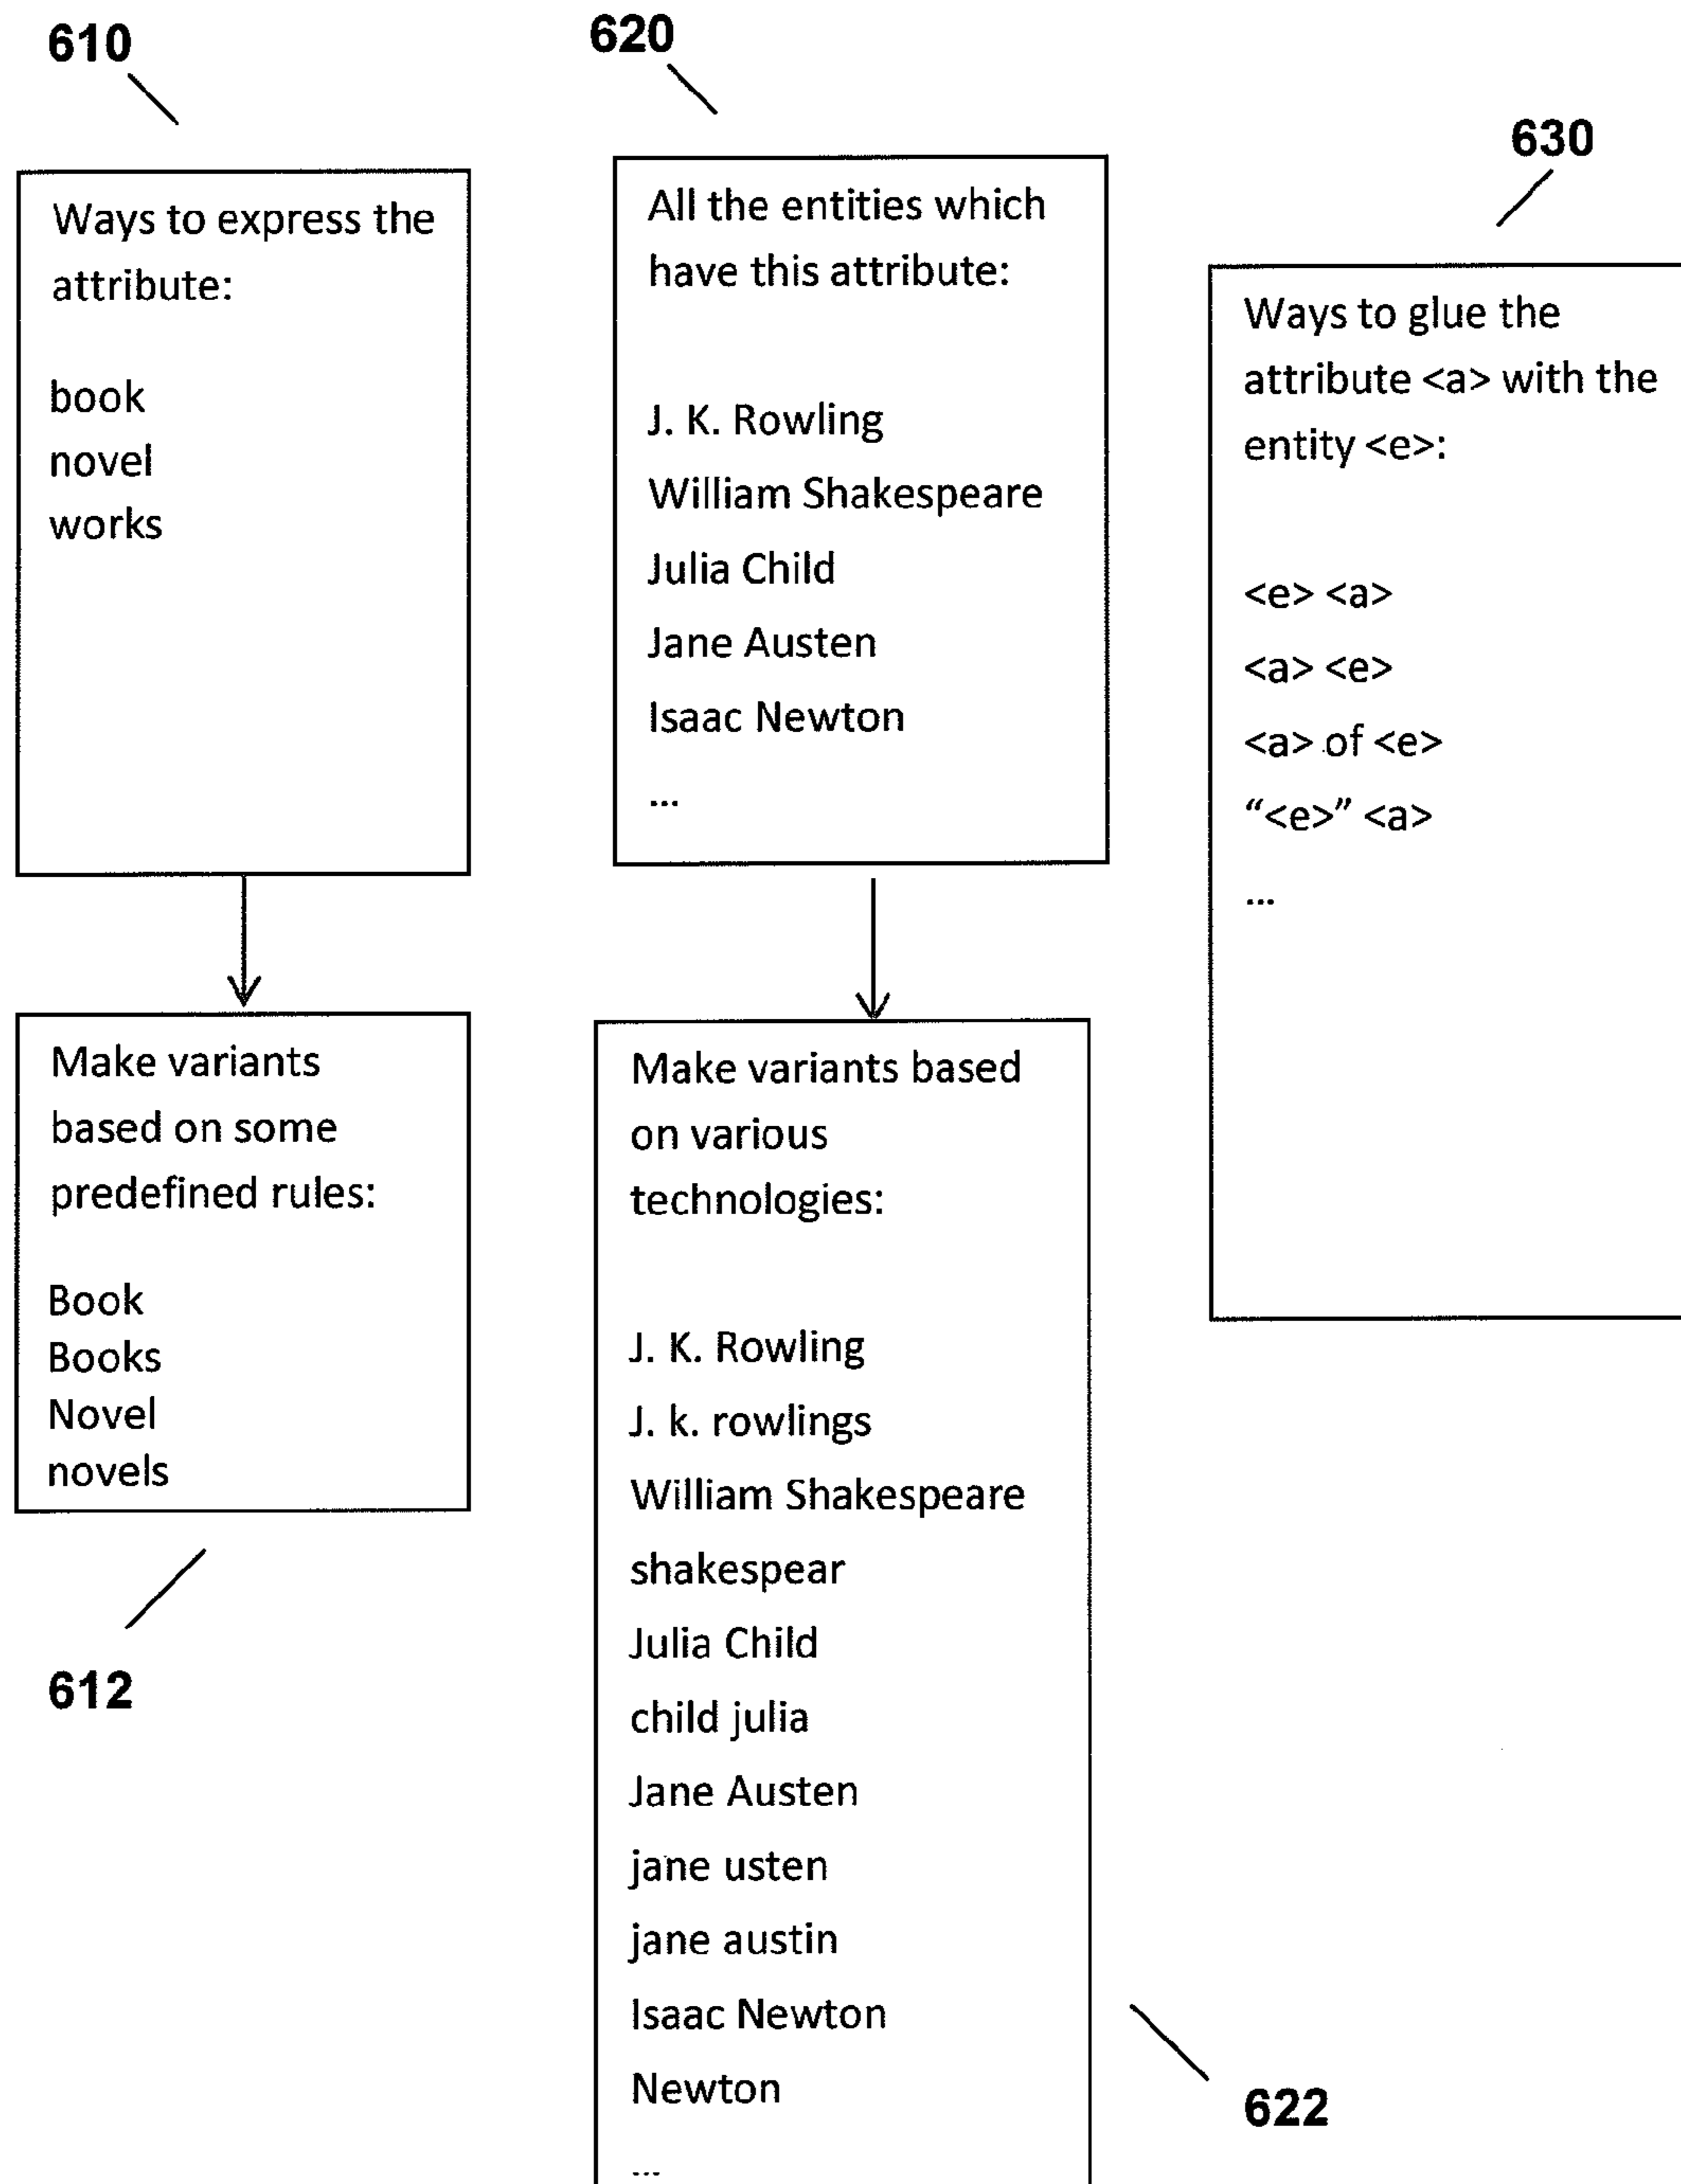 610
Ways to express the
attribute:
book
novel
works
Make variants
based on some
predefined rules:
Book
Books
Novel
novels
612
620
All the entities which
have this attribute:
J. K. Rowling
William Shakespeare
Julia Child
Jane Austen
Isaac Newton
...
Make variants based
on various
technologies:
J. K. Rowling
J. k. rowlings
William Shakespeare
shakespear
Julia Child
child julia
Jane Austen
jane usten
jane austin
Isaac Newton
Newton
...
622
630
Ways to glue the
attribute <a> with the
entity <e>:
<e> <a>
<a> <e>
<a> of <e>
“<e>” <a>
...